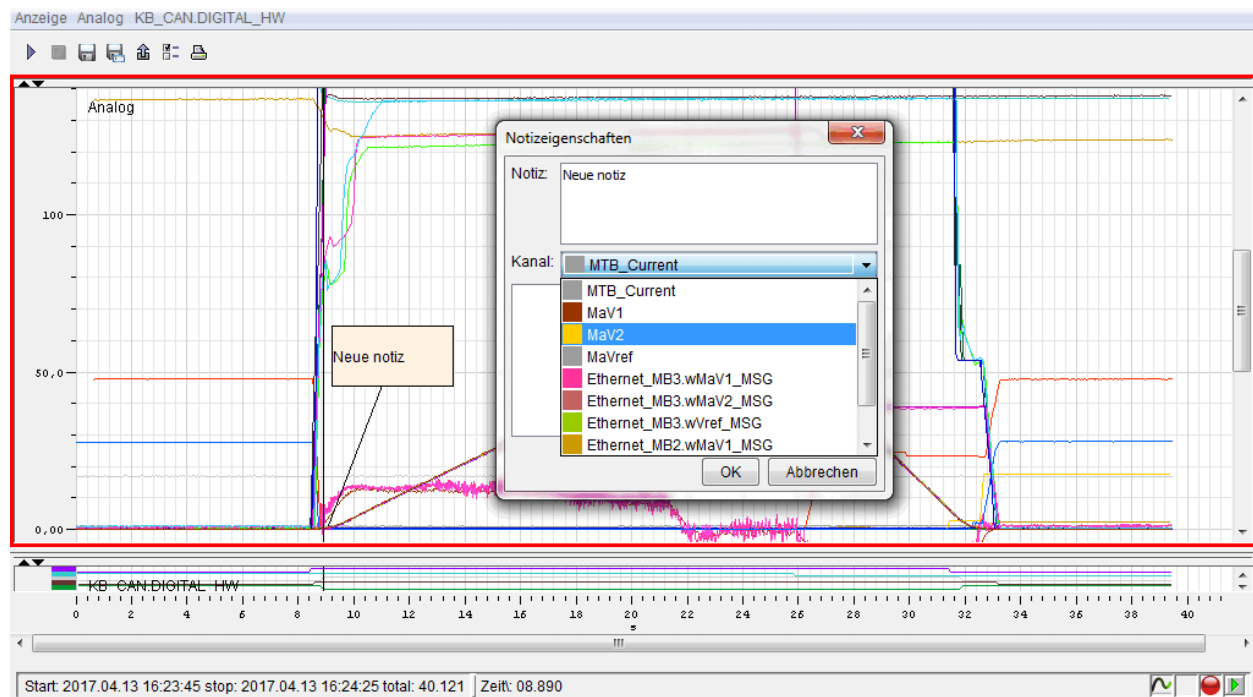 Anzeige Analog KB_CAN.DIGITAL_HW
Analog
100
50,0
0,00
Neue notiz
Notizeigenschaften
Notiz:
Neue notiz
Kanal:
MTB_Current
MTB_Current
MaV1
MaV2
MaVref
Ethernet_MB3.wMaV1_MSG
Ethernet_MB3.wMaV2_MSG
Ethernet_MB3.wVref_MSG
Ethernet_MB2.wMaV1_MSG
OK Abbrechen
KB_CAN.DIGITAL_HW
0 2 4 6 8 10 12 14 16 18 20 22 24 26 28 30 32 34 36 38 40
s
Start: 2017.04.13 16:23:45 stop: 2017.04.13 16:24:25 total: 40.121 Zeit\: 08.890